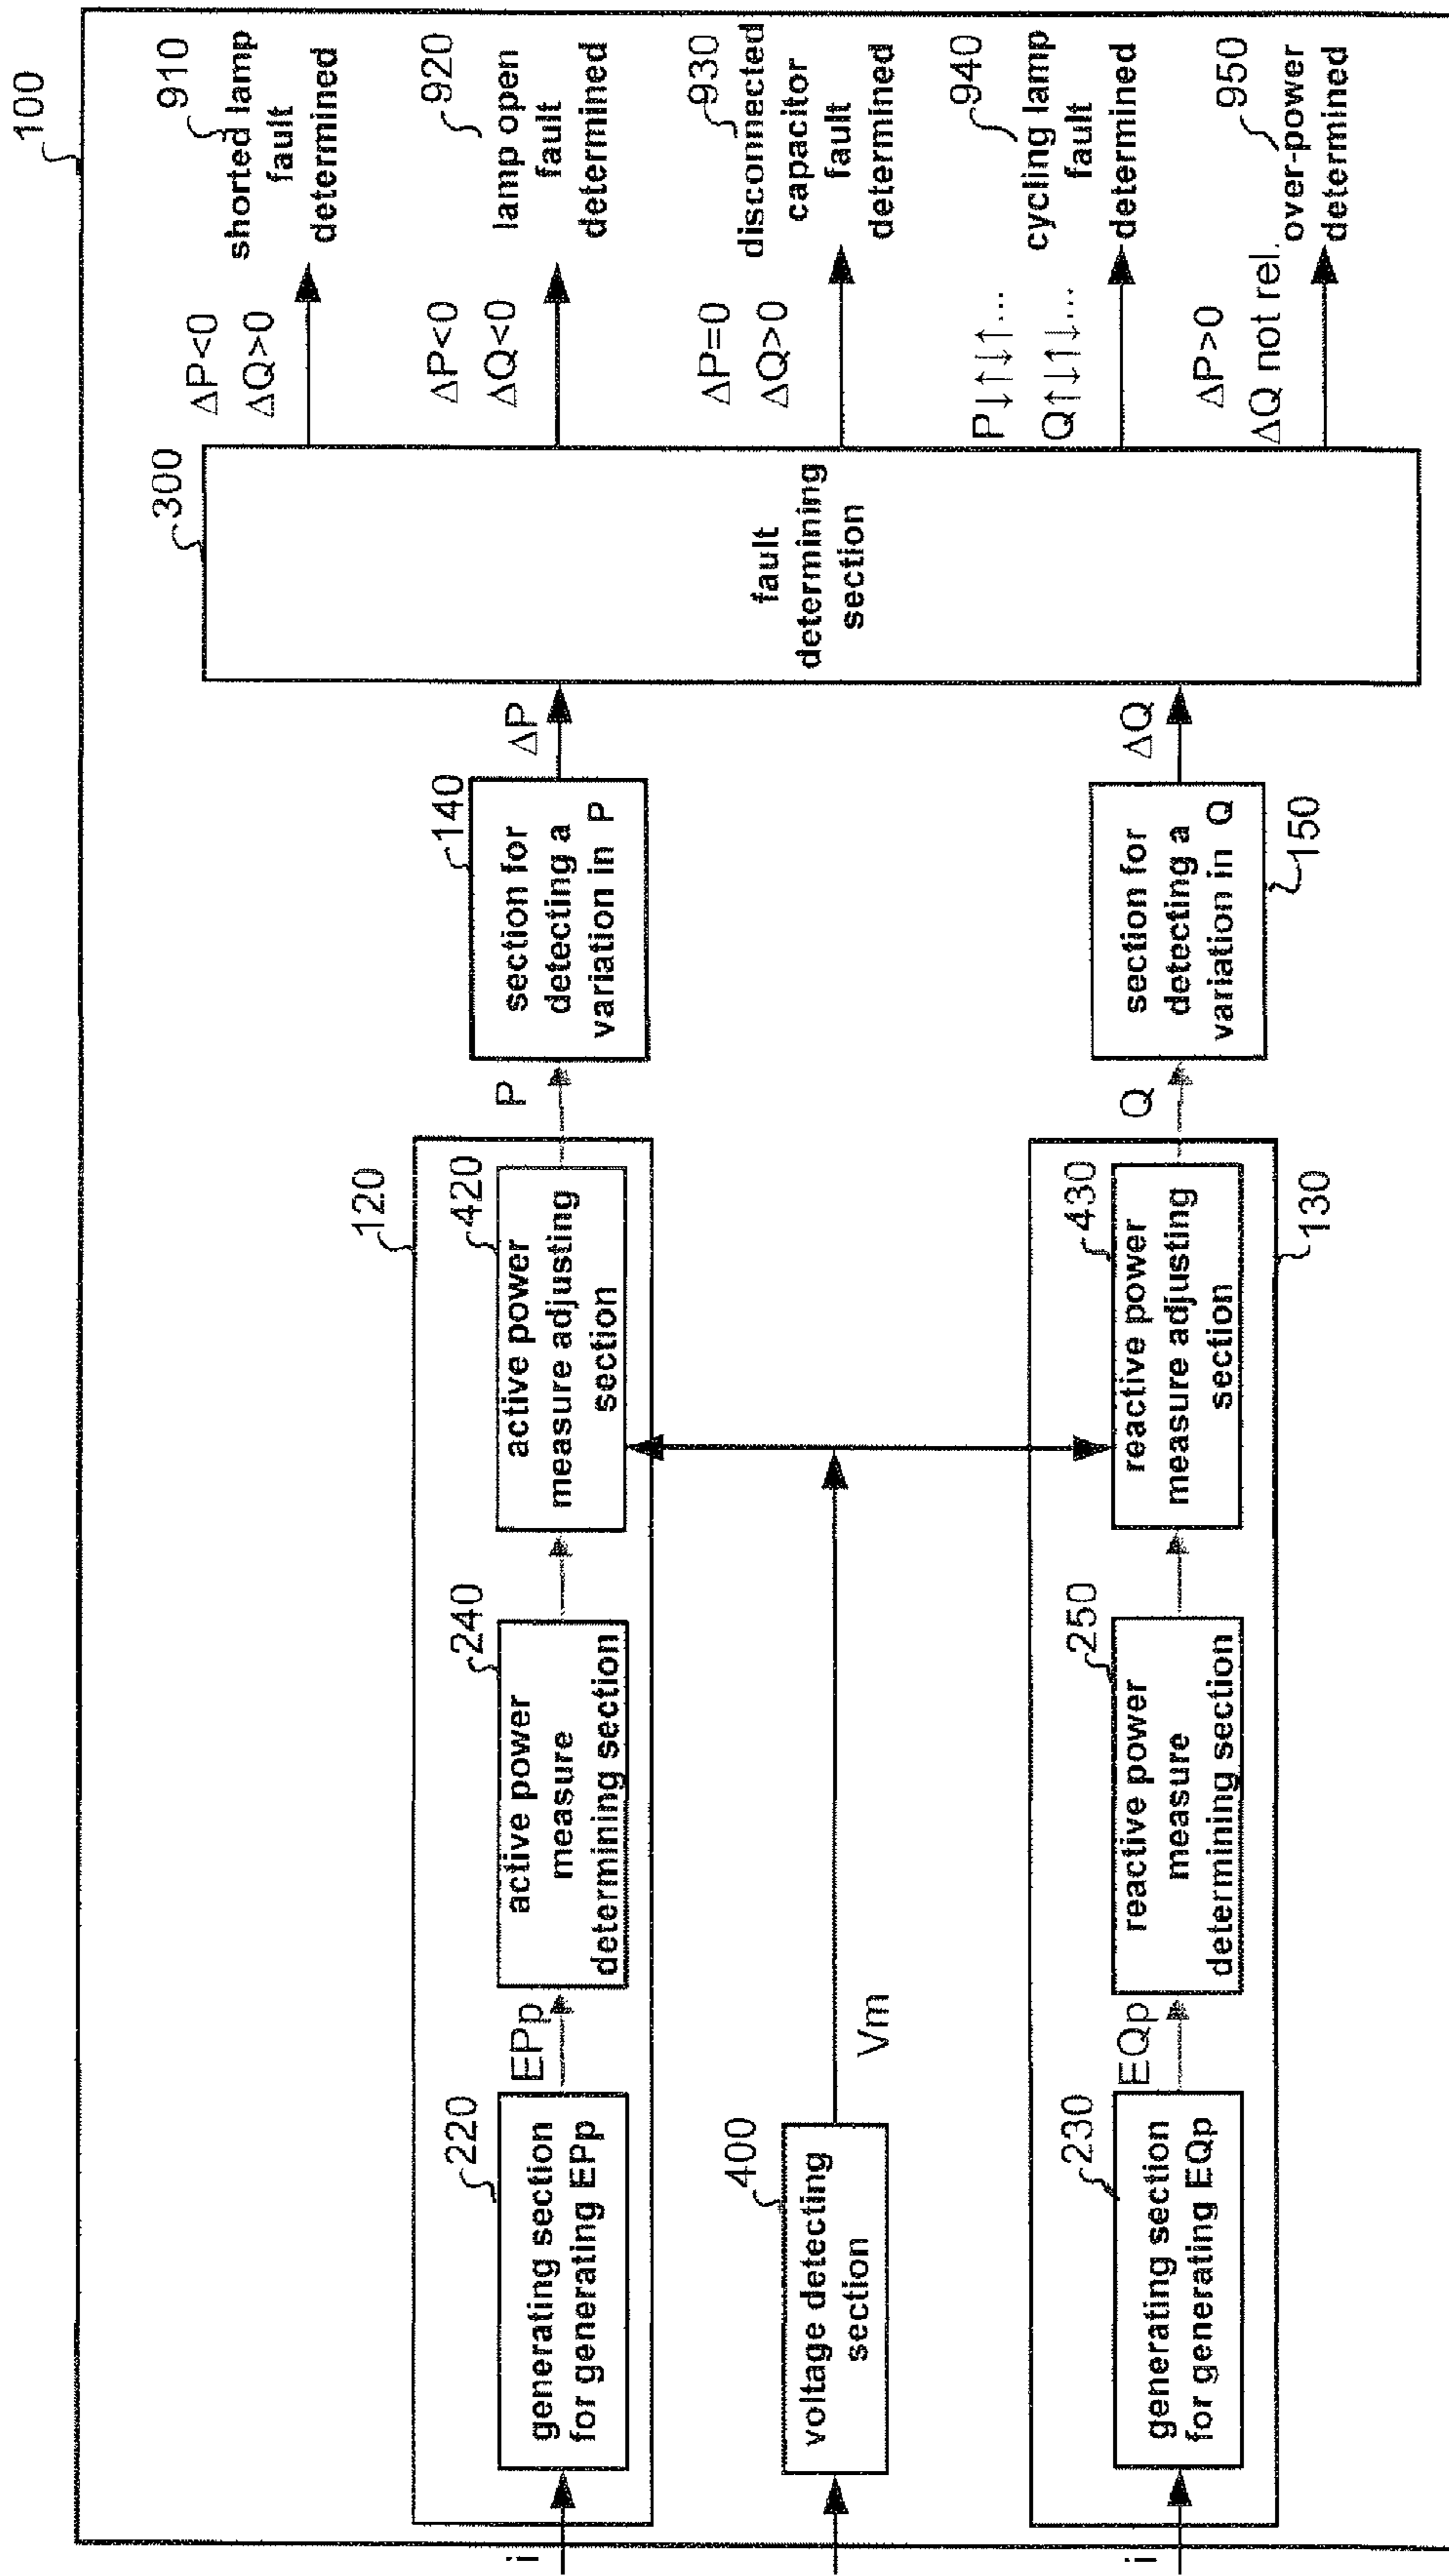 100
i
220
generating section
for generating EPp
EPp
240
active power
measure
determining section
120
420
active power
measure adjusting
section
P
140
section for
detecting a
variation in P
ΔP
400
voltage detecting
section
Vm
i
230
generating section
for generating EQp
EQp
250
reactive power
measure
determining section
430
reactive power
measure adjusting
section
130
Q
section for
detecting a
variation in Q
150
ΔQ
300
fault
determining
section
ΔP<0
ΔQ>0
910
shorted lamp
fault
determined
ΔP<0
ΔQ<0
920
lamp open
fault
determined
ΔP=0
ΔQ>0
930
disconnected
capacitor
fault
determined
P↓↑↓↑...
Q↑↓↑↓...
940
cycling lamp
fault
determined
ΔP>0
ΔQ not rel.
950
over-power
determined